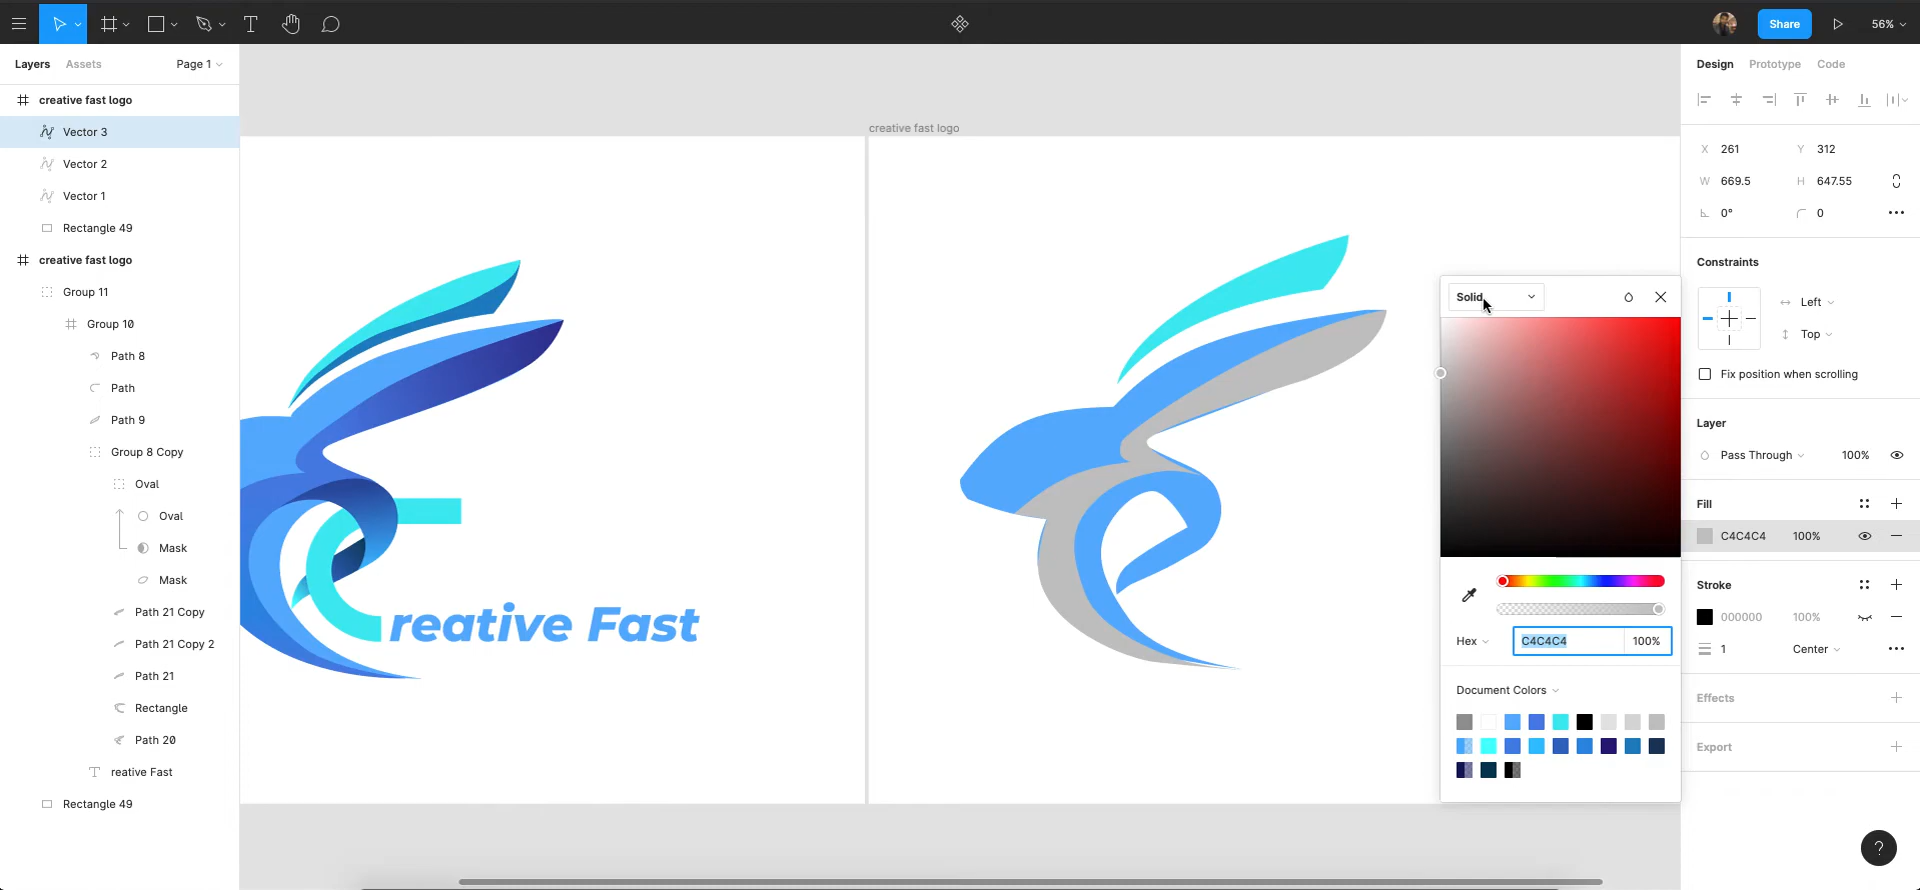 Share
56%
Layers
Assets
Page 1
creative fast logo
Vector 3
Vector 2
Vector 1
Rectangle 49
creative fast logo
Group 11
Group 10
Path 8
Path
Path 9
Group 8 Copy
Oval
Oval
Mask
Mask
Path 21 Copy
Path 21 Copy 2
Path 21
Rectangle
Path 20
reative Fast
Rectangle 49
reative Fast
creative fast logo
Solid
Hex
C4C4C4
100%
Document Colors
Design
Prototype
Code
X 261
Y 312
W 669.5
H 647.55
0°
0
Constraints
Left
Top
Fix position when scrolling
Layer
Pass Through
100%
Fill
C4C4C4
100%
Stroke
000000
100%
1
Center
Effects
Export
?